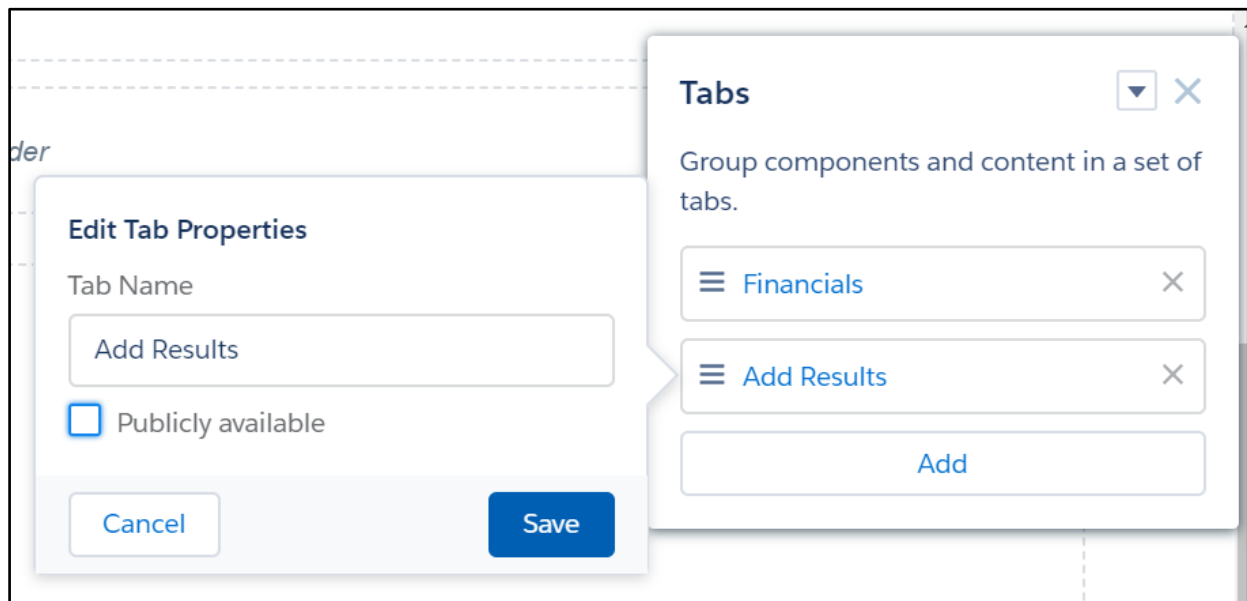 der
Edit Tab Properties
Tab Name
Add Results
Publicly available
Cancel
Save
Tabs
Group components and content in a set of
tabs.
Financials
Add Results
Add